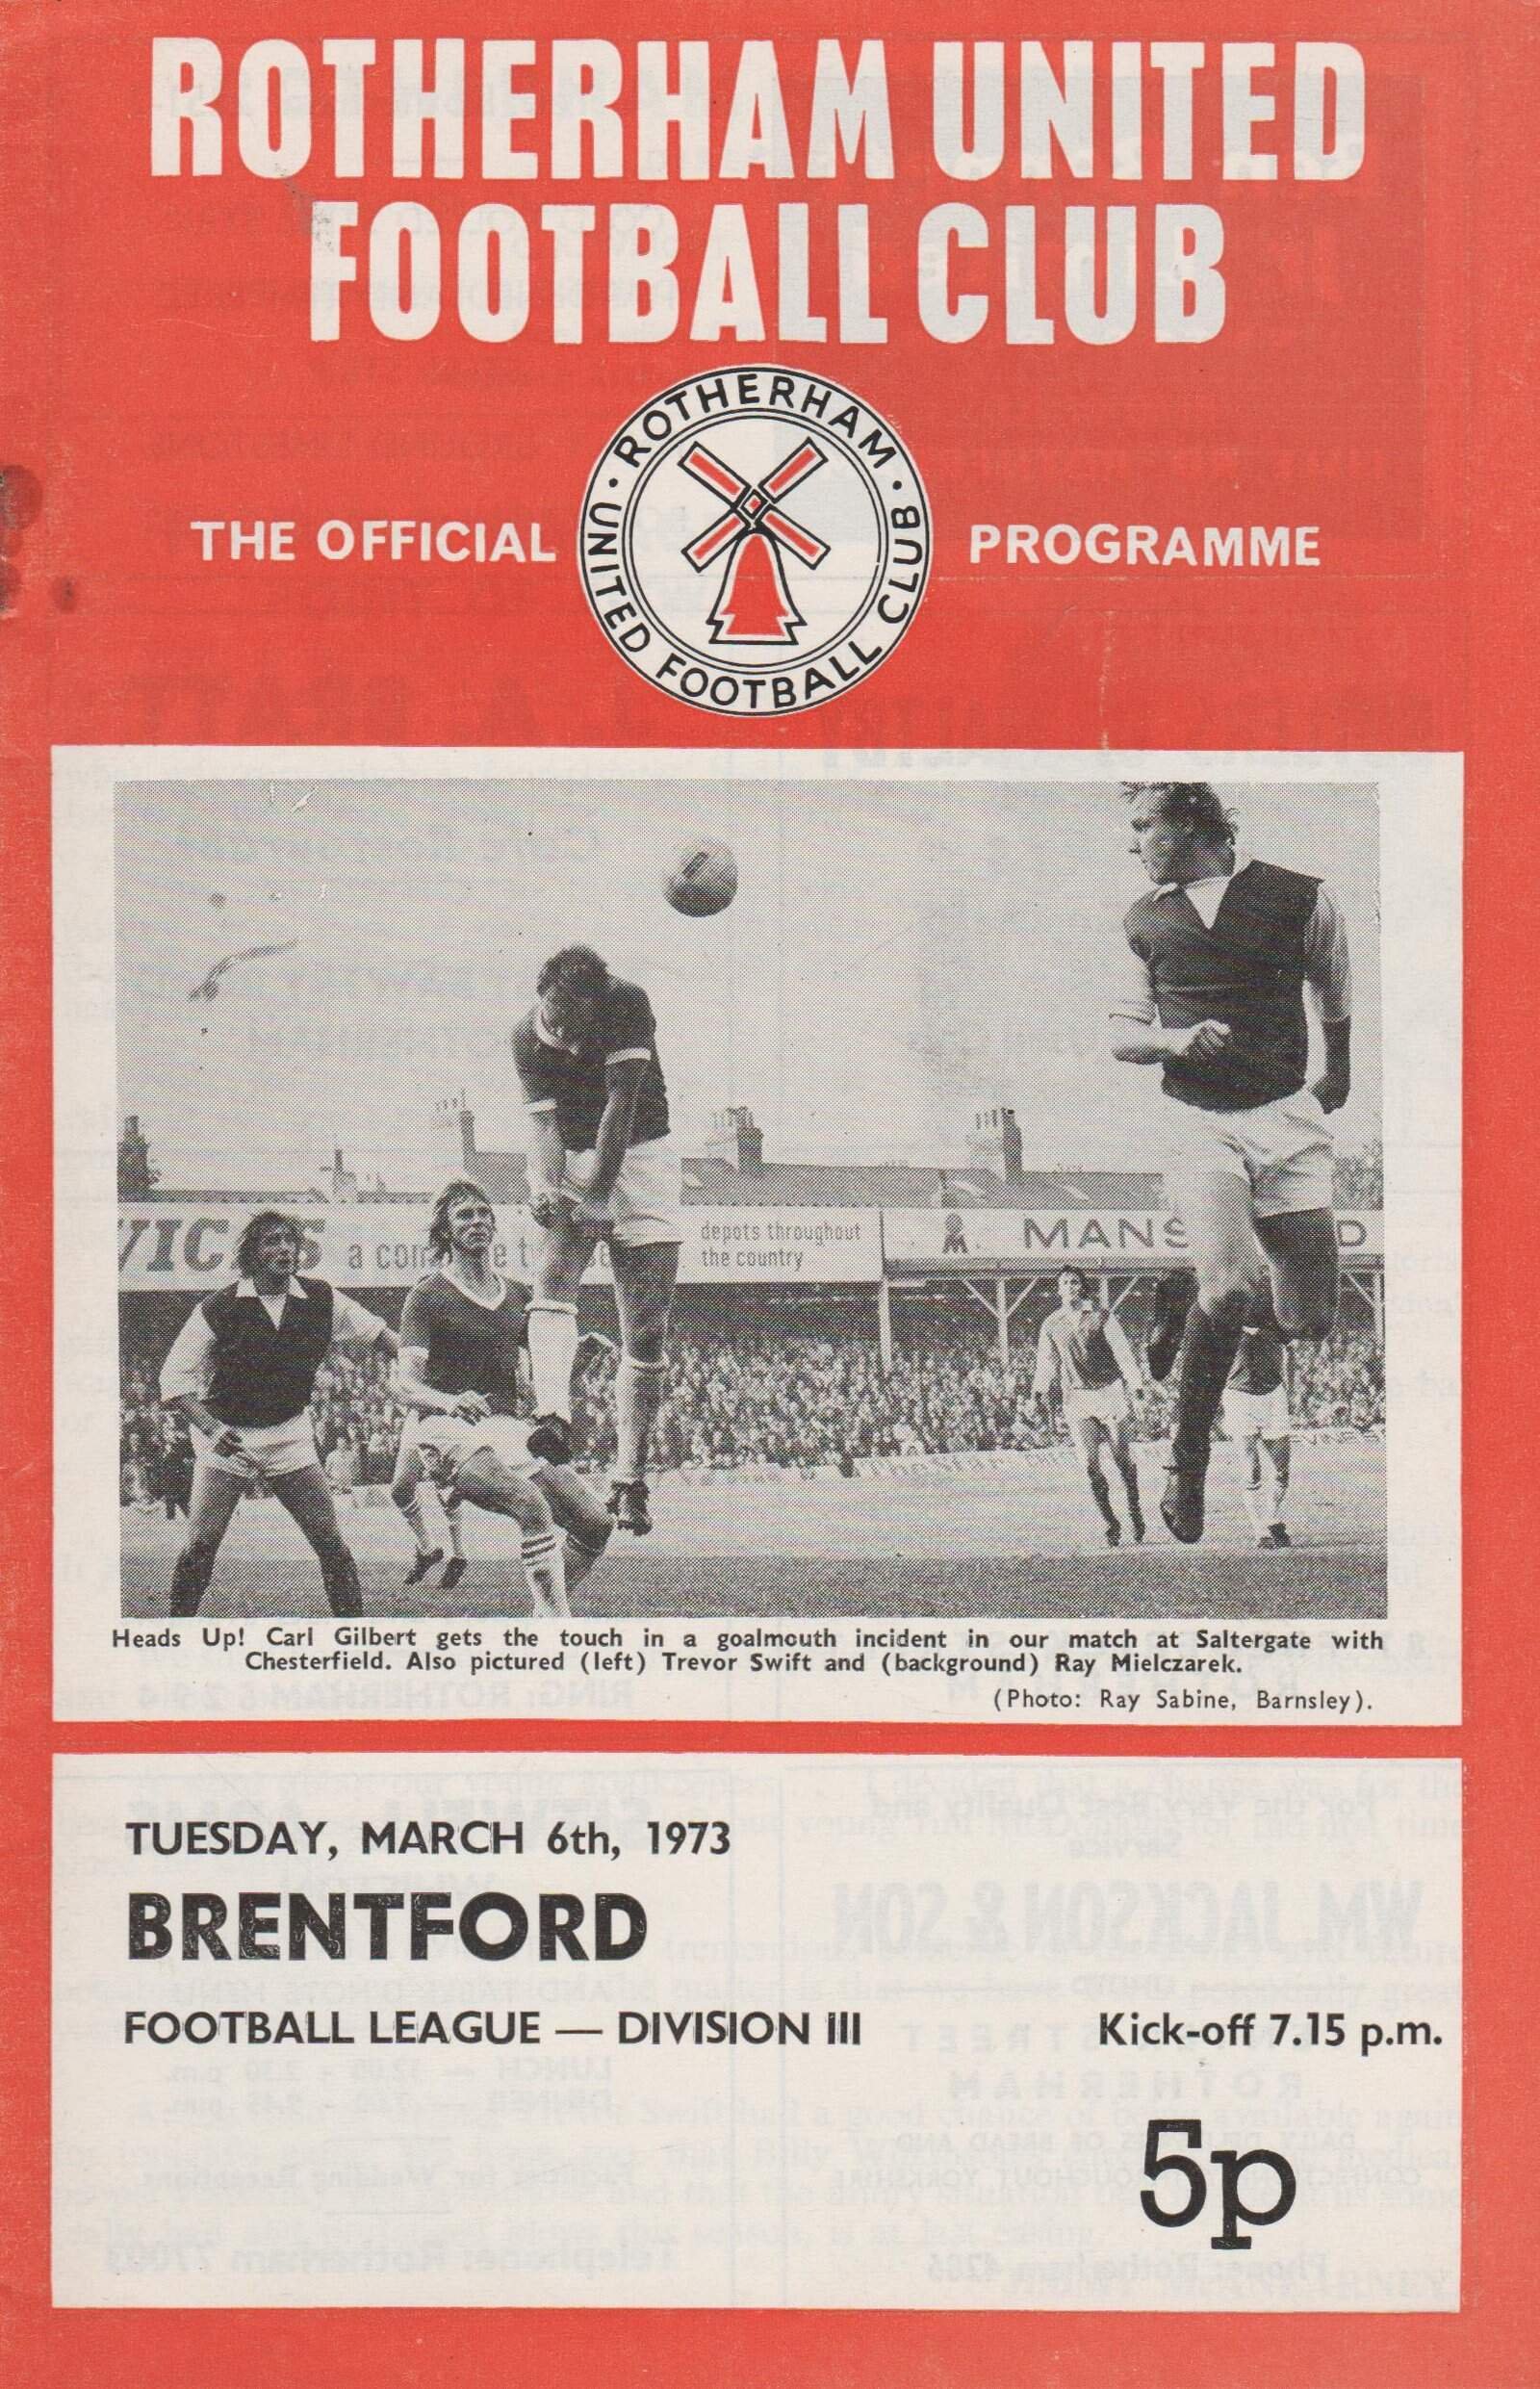 ROTHERHAM UNITED
FOOTBALL CLUB
THE OFFICIAL
· ROTHERHAM ·
UNITED FOOTBALL CLUB
PROGRAMME
depots throughout
the country
MANS
Heads Up! Carl Gilbert gets the touch in a goalmouth incident in our match at Saltergate with
Chesterfield. Also pictured (left) Trevor Swift and (background) Ray Mielczarek.
(Photo: Ray Sabine, Barnsley).
TUESDAY, MARCH 6th, 1973
BRENTFORD
FOOTBALL LEAGUE — DIVISION III
Kick-off 7.15 p.m.
5p